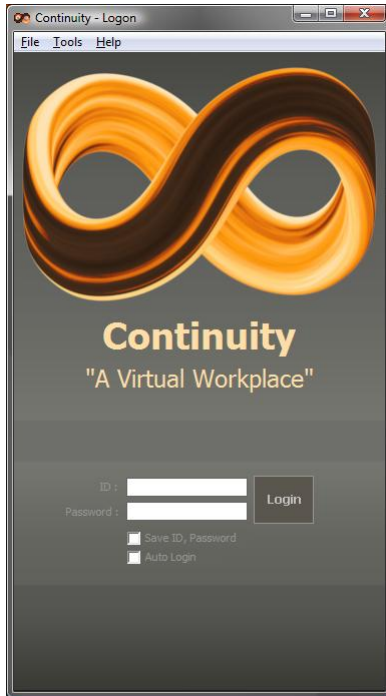 Continuity - Logon
File Tools Help
Continuity
"A Virtual Workplace"
ID :
Password :
Login
Save ID, Password
Auto Login